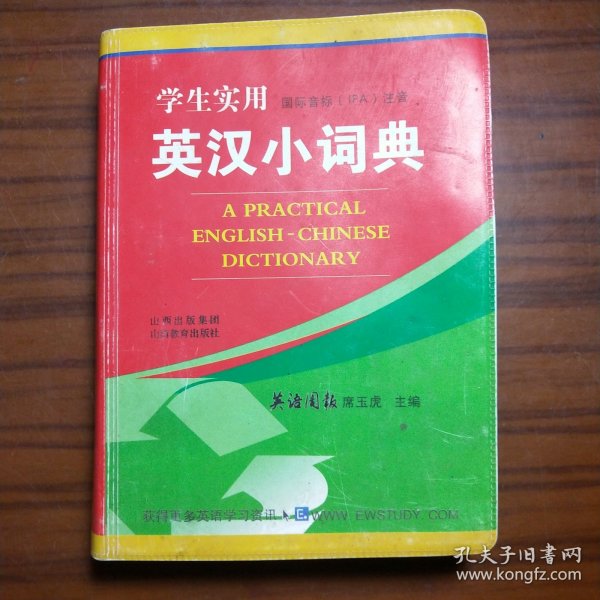 学生实用 国际音标（IPA）注音
英汉小词典
A PRACTICAL
ENGLISH-CHINESE
DICTIONARY
山西出版集团
山西教育出版社
英语周报 席玉虎 主编
获得更多英语学习资讯 E WWW.EWSTUDY.COM
孔夫子旧书网
www.kongfz.com